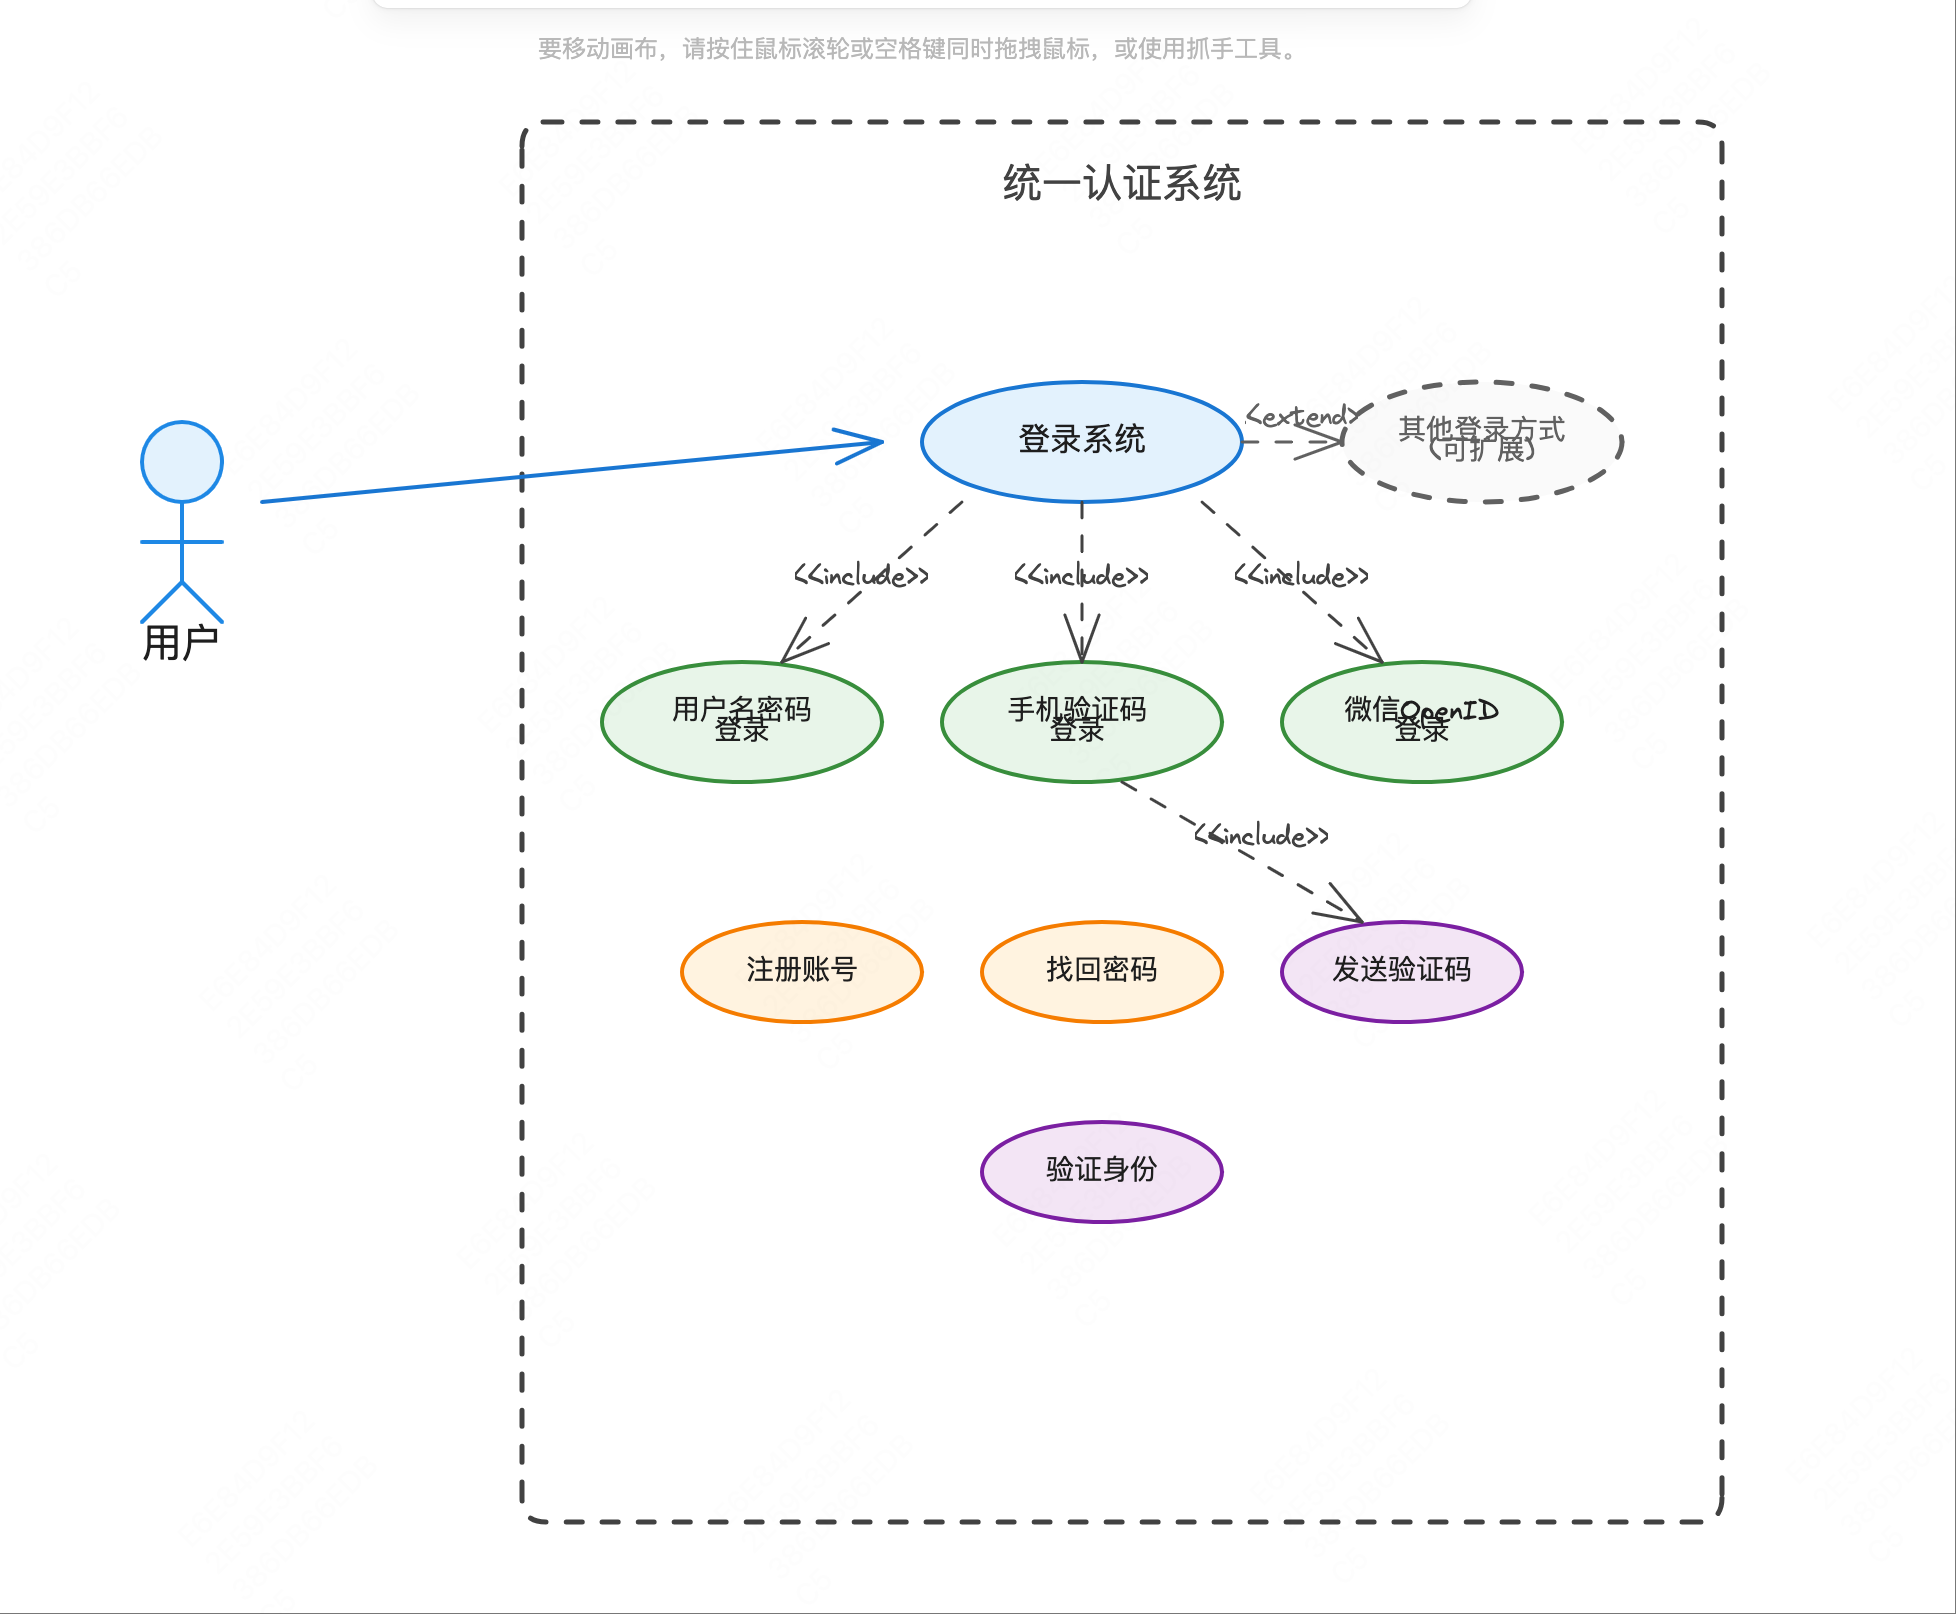 要移动画布，请按住鼠标滚轮或空格键同时拖拽鼠标，或使用抓手工具。
统一认证系统
登录系统
<extend>
其他登录方式
（可扩展）
<<include>>
<<include>>
<<include>>
用户
用户名密码
登录
手机验证码
登录
微信OpenID
登录
<<include>>
注册账号
找回密码
发送验证码
验证身份